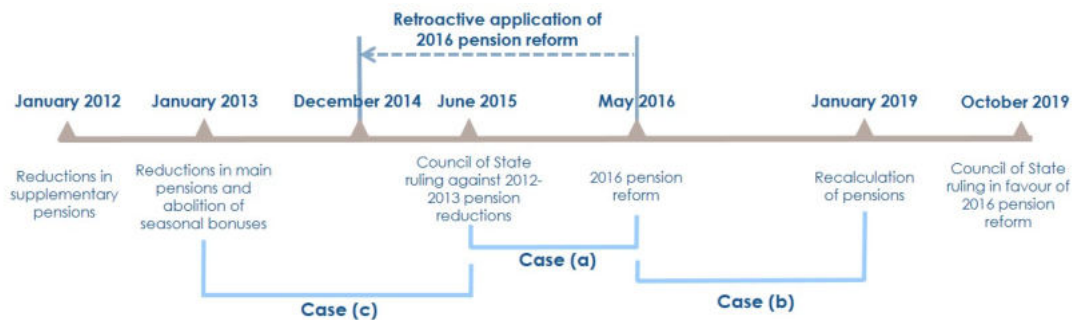 Retroactive application of
2016 pension reform
January 2012
January 2013
December 2014
June 2015
May 2016
January 2019
October 2019
Reductions in
supplementary
pensions
Reductions in main
pensions and
abolition of
seasonal bonuses
Council of State
ruling against 2012-
2013 pension
reductions
2016 pension
reform
Recalculation
of pensions
Council of State
ruling in favour of
2016 pension
reform
Case (a)
Case (c)
Case (b)